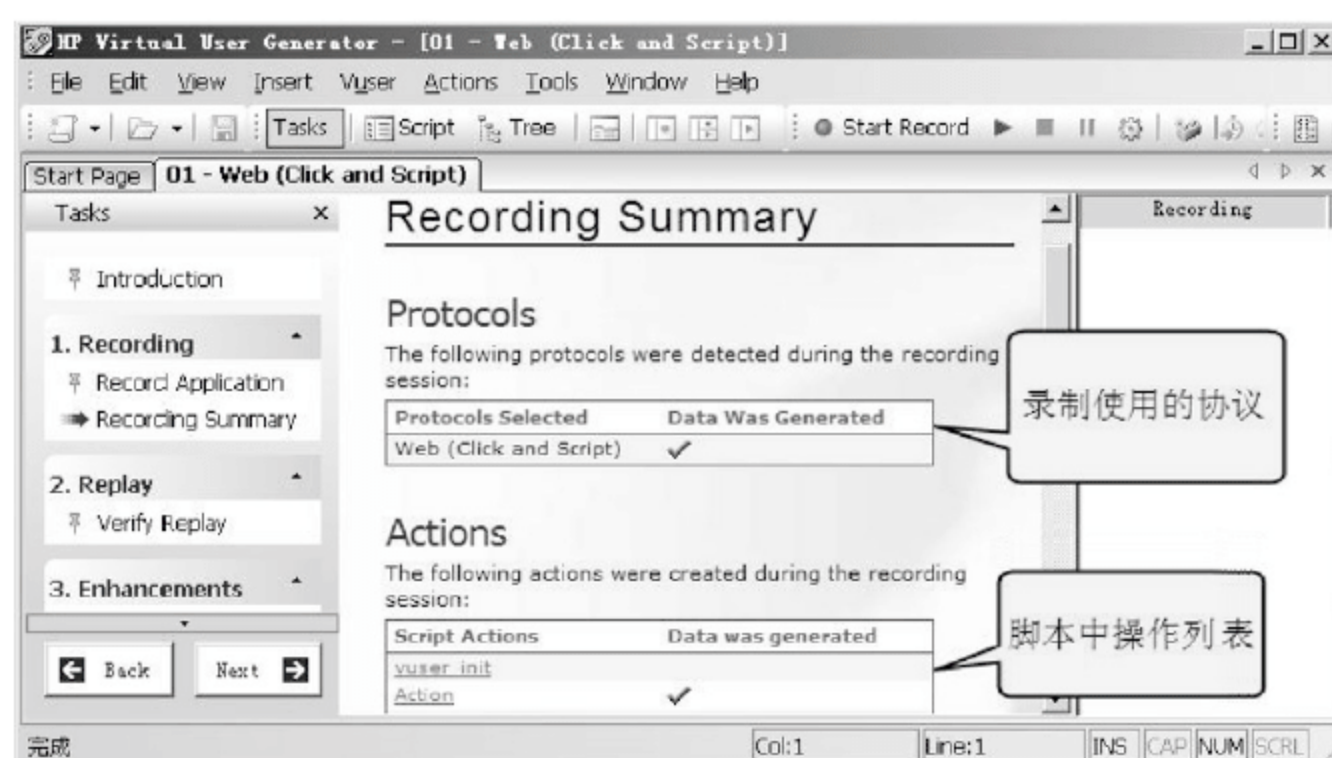 HP Virtual User Generator - [01 - Web (Click and Script)]
File Edit View Insert Vuser Actions Tools Window Help
Tasks Script Tree Start Record
Start Page 01 - Web (Click and Script)
Tasks
Introduction
1. Recording
Record Application
Recording Summary
2. Replay
Verify Replay
3. Enhancements
Back Next
Recording Summary
Protocols
The following protocols were detected during the recording
session:
Protocols Selected Data Was Generated
Web (Click and Script)
Actions
The following actions were created during the recording
session:
Script Actions Data was generated
vuser_init
Action
Recording
录制使用的协议
脚本中操作列表
完成 Col:1 Line:1 INS CAP NUM SCRL